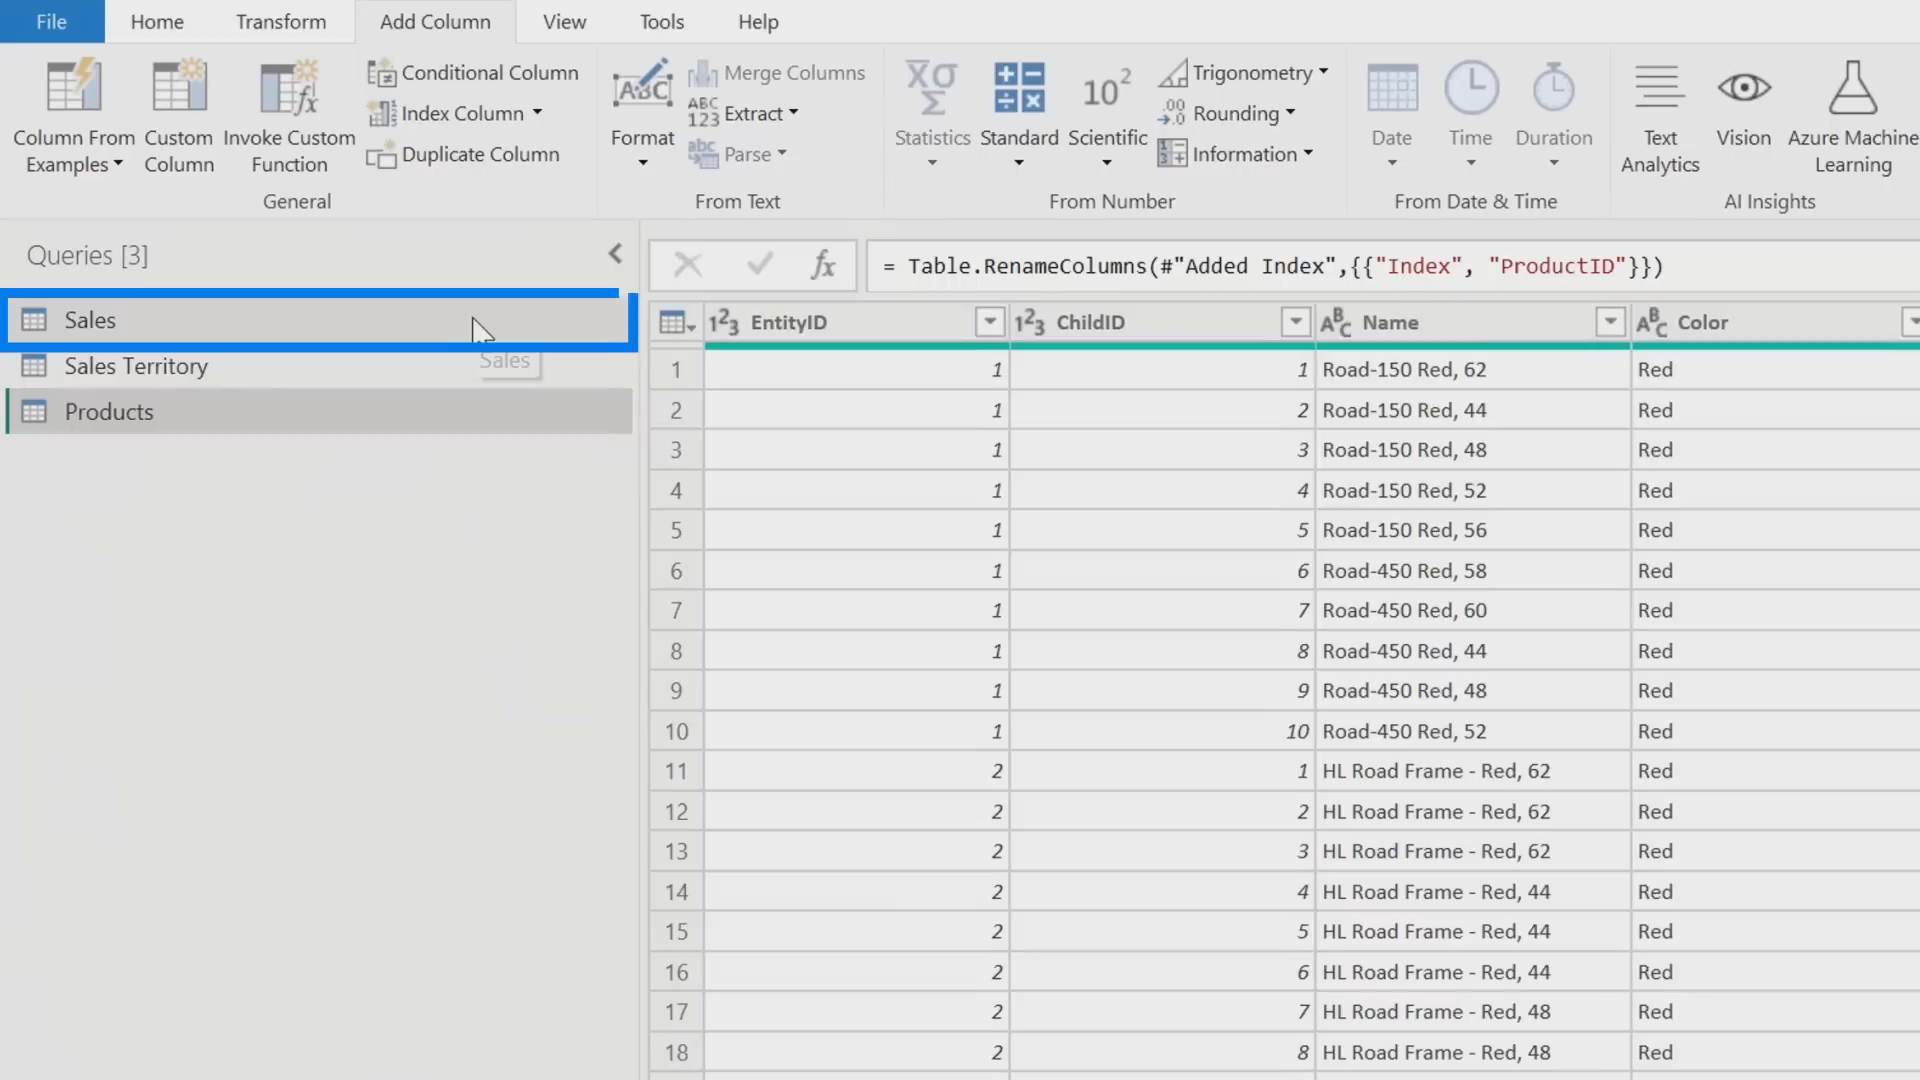 File Home Transform Add Column View Tools Help
Conditional Column
Index Column
Duplicate Column
Column From Examples
Custom Column
Invoke Custom Function
General
Format
Merge Columns
Extract
Parse
From Text
Statistics
Standard
Scientific
Trigonometry
Rounding
Information
From Number
Date
Time
Duration
From Date & Time
Text Analytics
Vision
Azure Machine Learning
AI Insights
Queries [3]
Sales
Sales Territory
Products
Sales
fx = Table.RenameColumns(#"Added Index",{{"Index", "ProductID"}})
EntityID ChildID Name Color
1 1 1 Road-150 Red, 62 Red
2 1 2 Road-150 Red, 44 Red
3 1 3 Road-150 Red, 48 Red
4 1 4 Road-150 Red, 52 Red
5 1 5 Road-150 Red, 56 Red
6 1 6 Road-450 Red, 58 Red
7 1 7 Road-450 Red, 60 Red
8 1 8 Road-450 Red, 44 Red
9 1 9 Road-450 Red, 48 Red
10 1 10 Road-450 Red, 52 Red
11 2 1 HL Road Frame - Red, 62 Red
12 2 2 HL Road Frame - Red, 62 Red
13 2 3 HL Road Frame - Red, 62 Red
14 2 4 HL Road Frame - Red, 44 Red
15 2 5 HL Road Frame - Red, 44 Red
16 2 6 HL Road Frame - Red, 44 Red
17 2 7 HL Road Frame - Red, 48 Red
18 2 8 HL Road Frame - Red, 48 Red